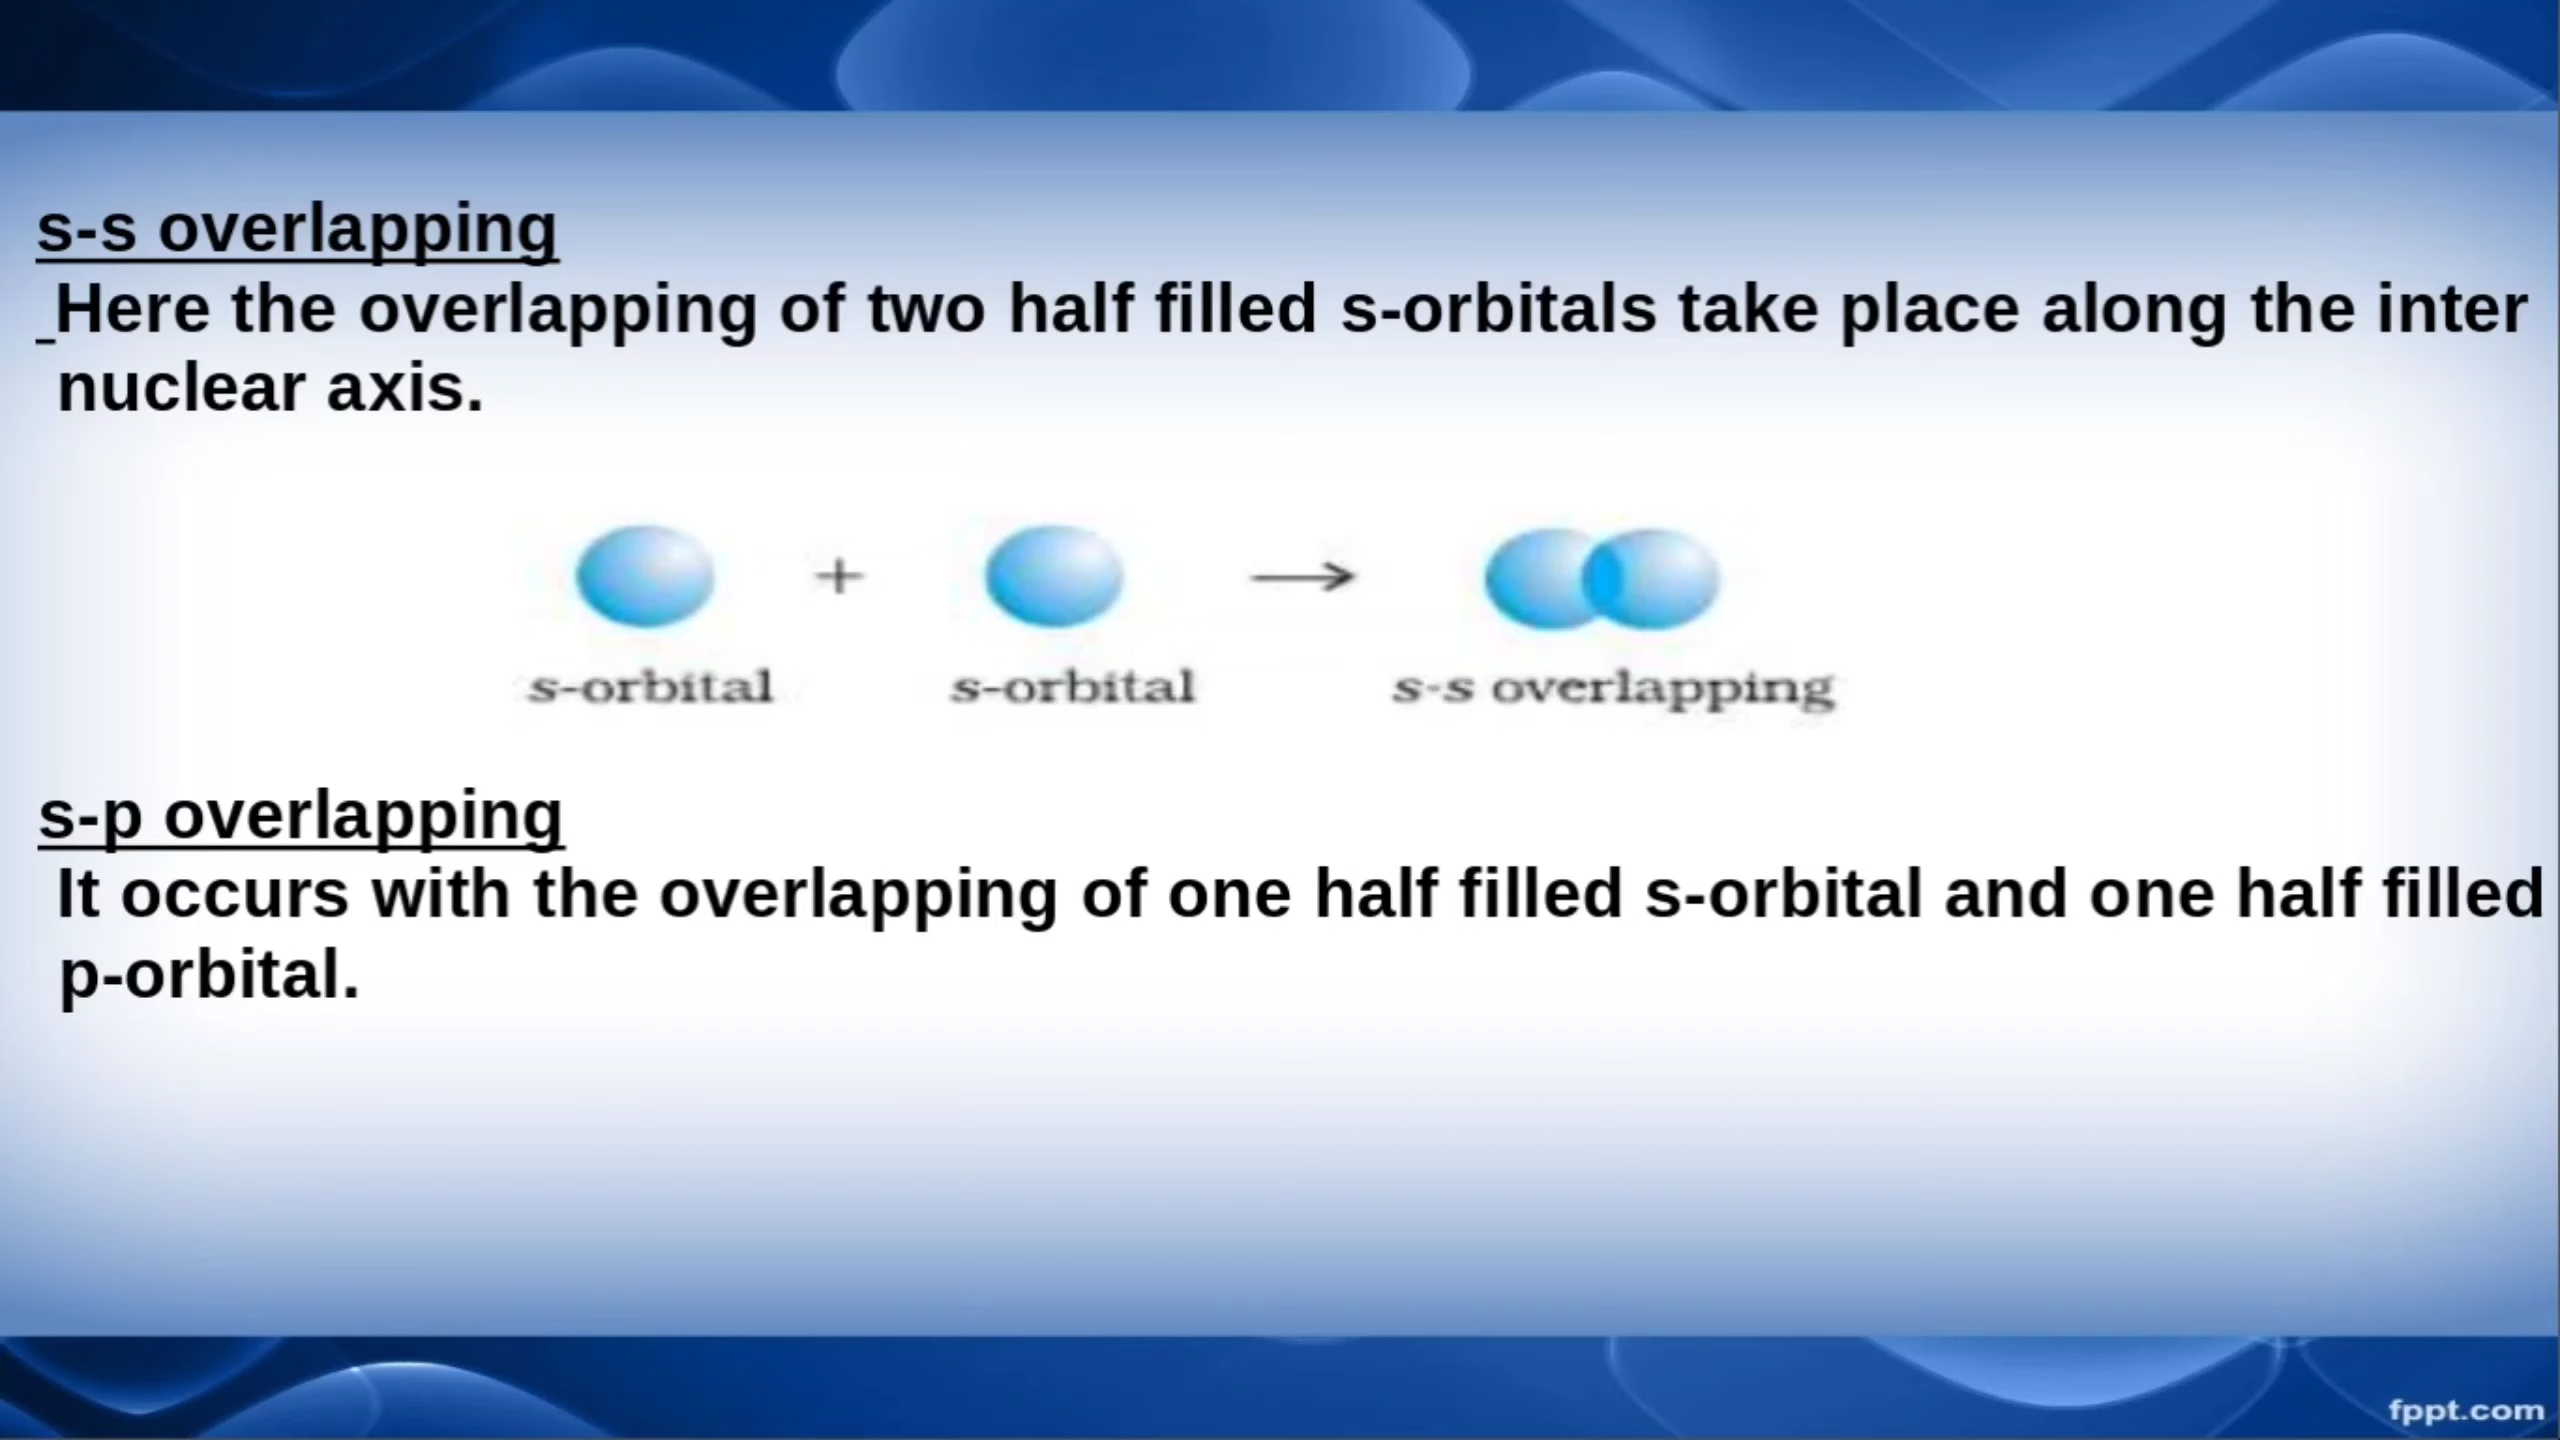 s-s overlapping
Here the overlapping of two half filled s-orbitals take place along the inter
nuclear axis.
+
s-orbital s-orbital s-s overlapping
s-p overlapping
It occurs with the overlapping of one half filled s-orbital and one half filled
p-orbital.
fppt.com